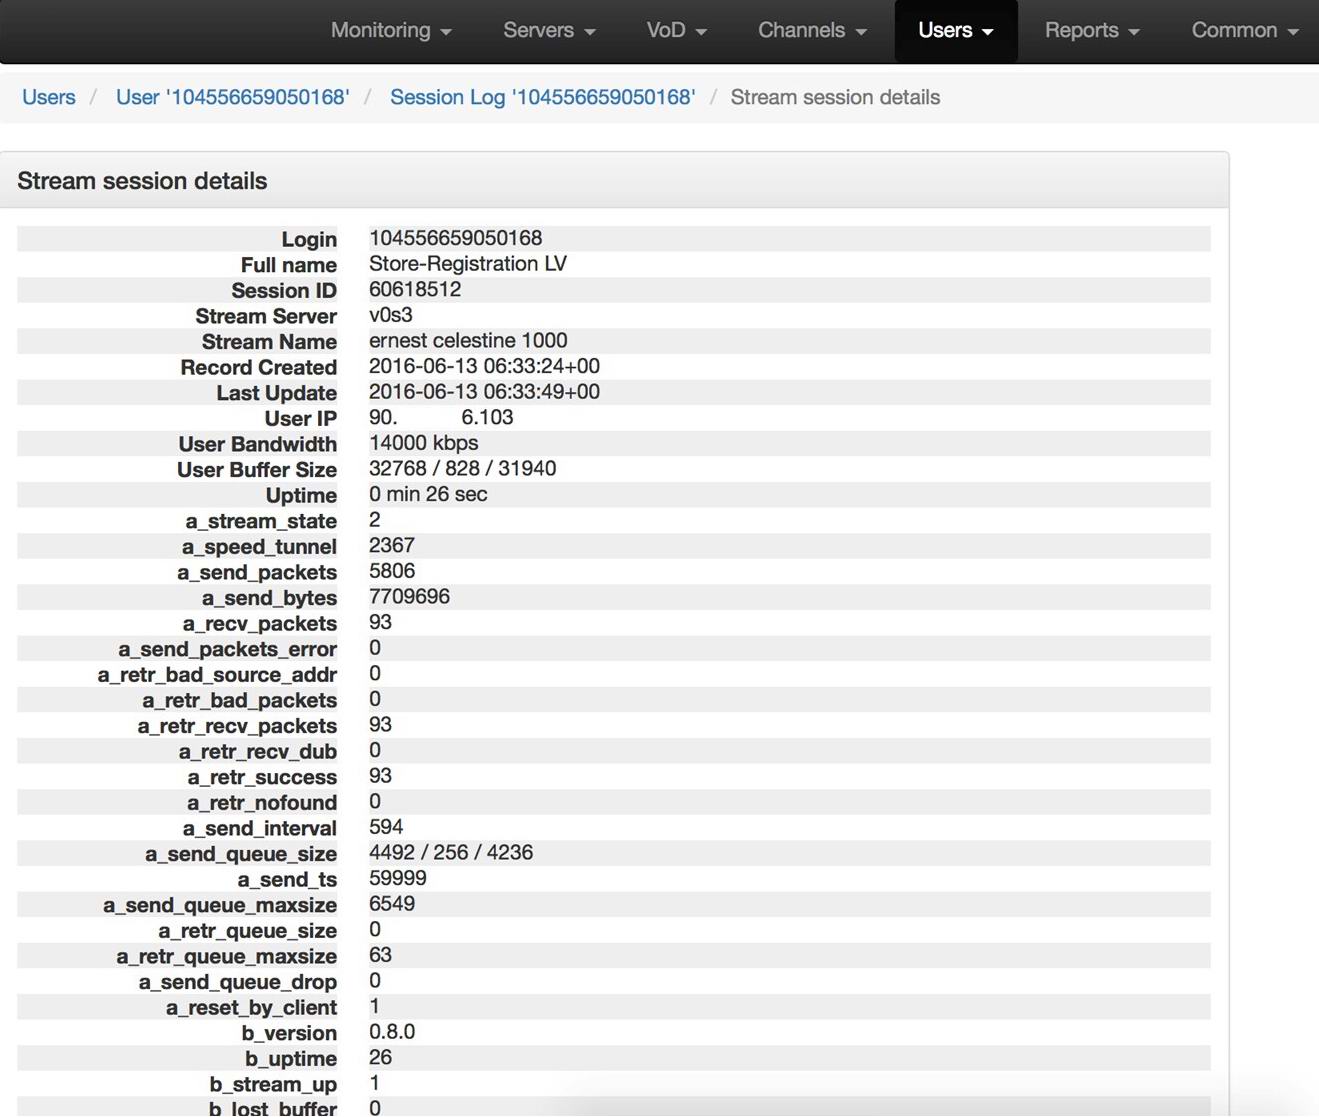 Monitoring Servers VoD Channels Users Reports Common
Users / User '104556659050168' / Session Log '104556659050168' / Stream session details
Stream session details
Login 104556659050168
Full name Store-Registration LV
Session ID 60618512
Stream Server v0s3
Stream Name ernest celestine 1000
Record Created 2016-06-13 06:33:24+00
Last Update 2016-06-13 06:33:49+00
User IP 90. 6.103
User Bandwidth 14000 kbps
User Buffer Size 32768 / 828 / 31940
Uptime 0 min 26 sec
a_stream_state 2
a_speed_tunnel 2367
a_send_packets 5806
a_send_bytes 7709696
a_recv_packets 93
a_send_packets_error 0
a_retr_bad_source_addr 0
a_retr_bad_packets 0
a_retr_recv_packets 93
a_retr_recv_dub 0
a_retr_success 93
a_retr_nofound 0
a_send_interval 594
a_send_queue_size 4492 / 256 / 4236
a_send_ts 59999
a_send_queue_maxsize 6549
a_retr_queue_size 0
a_retr_queue_maxsize 63
a_send_queue_drop 0
a_reset_by_client 1
b_version 0.8.0
b_uptime 26
b_stream_up 1
b_lost_buffer 0